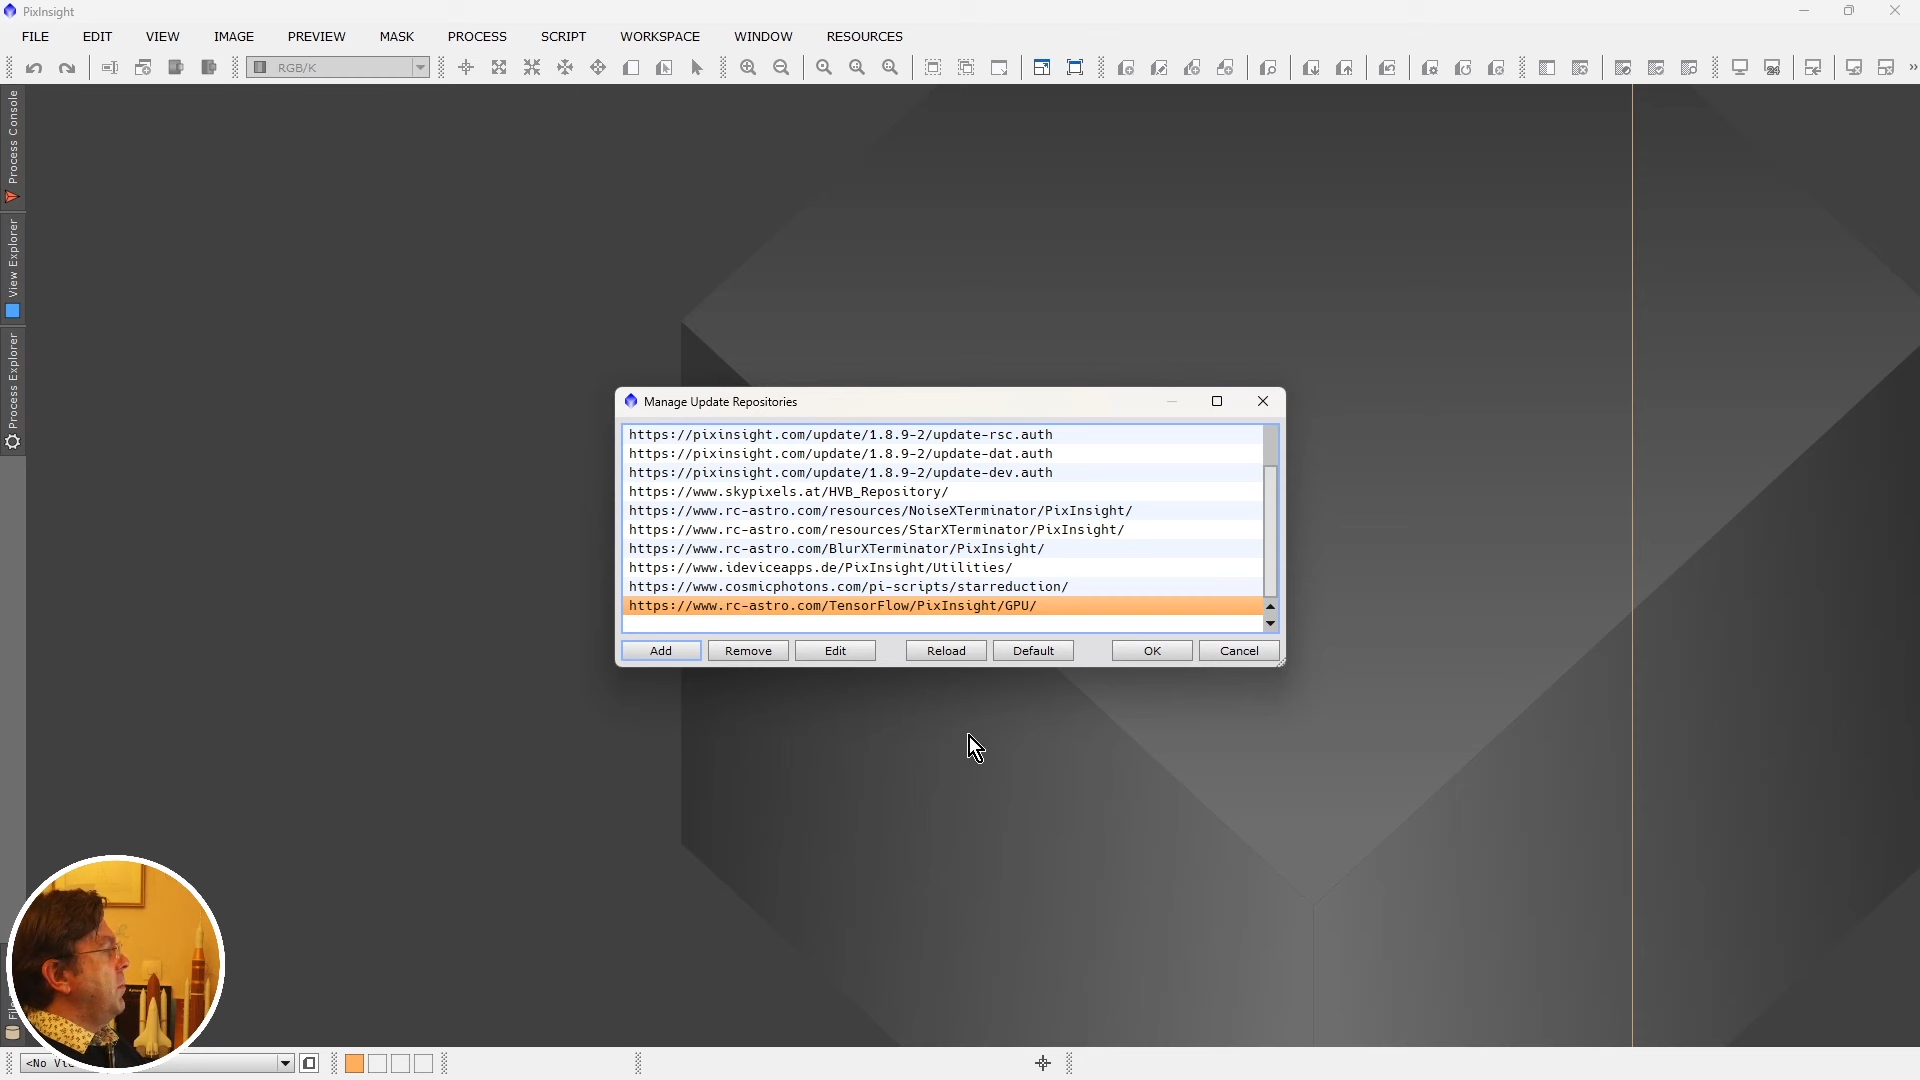 PixInsight
FILE EDIT VIEW IMAGE PREVIEW MASK PROCESS SCRIPT WORKSPACE WINDOW RESOURCES
RGB/K
24
Process Console
View Explorer
Process Explorer
Manage Update Repositories
https://pixinsight.com/update/1.8.9-2/update-rsc.auth
https://pixinsight.com/update/1.8.9-2/update-dat.auth
https://pixinsight.com/update/1.8.9-2/update-dev.auth
https://www.skypixels.at/HVB_Repository/
https://www.rc-astro.com/resources/NoiseXTerminator/PixInsight/
https://www.rc-astro.com/resources/StarXTerminator/PixInsight/
https://www.rc-astro.com/BlurXTerminator/PixInsight/
https://www.ideviceapps.de/PixInsight/Utilities/
https://www.cosmicphotons.com/pi-scripts/starreduction/
https://www.rc-astro.com/TensorFlow/PixInsight/GPU/
Add Remove Edit Reload Default OK Cancel
<No